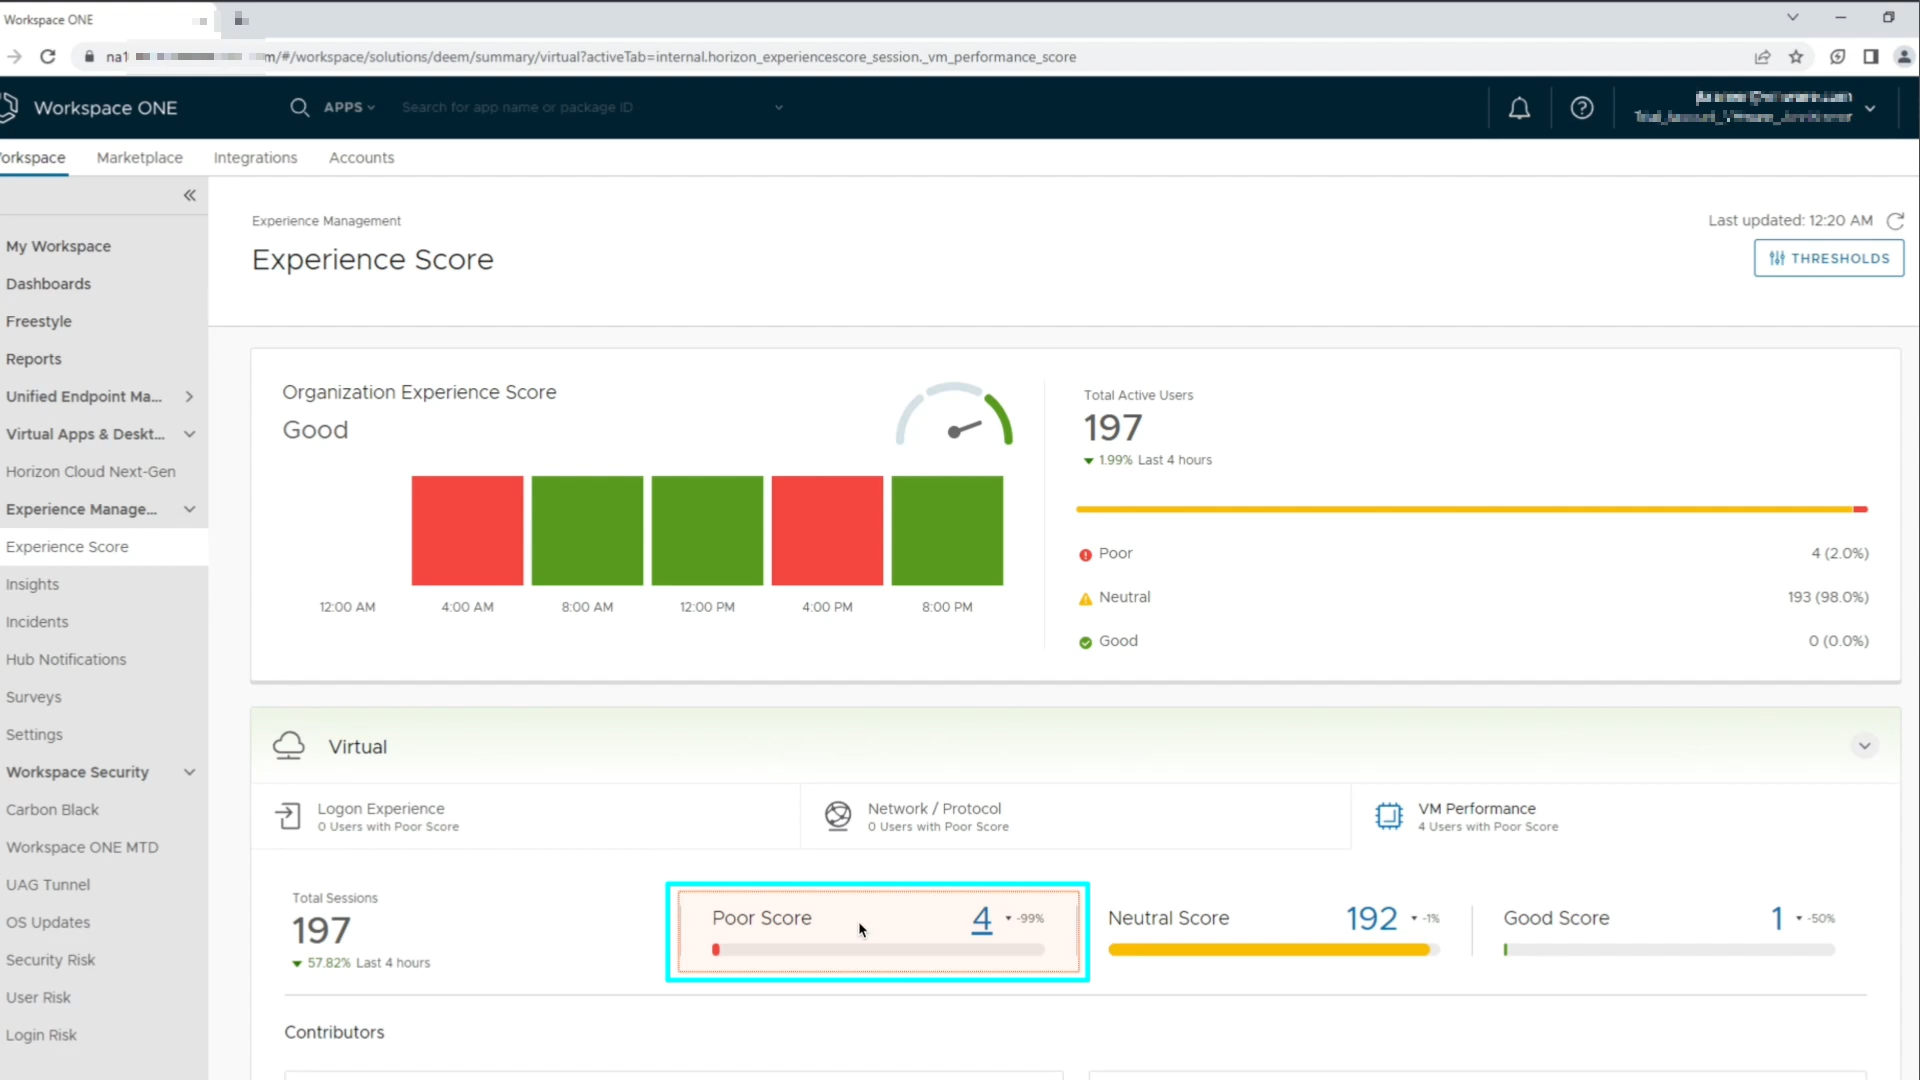 Workspace ONE
na1
m/#/workspace/solutions/deem/summary/virtual?activeTab=internal.horizon_experiencescore_session._vm_performance_score
Workspace ONE
APPS
Search for app name or package ID
orkspace
Marketplace
Integrations
Accounts
My Workspace
Dashboards
Freestyle
Reports
Unified Endpoint Ma...
Virtual Apps & Deskt...
Horizon Cloud Next-Gen
Experience Manage...
Experience Score
Insights
Incidents
Hub Notifications
Surveys
Settings
Workspace Security
Carbon Black
Workspace ONE MTD
UAG Tunnel
OS Updates
Security Risk
User Risk
Login Risk
Experience Management
Experience Score
Last updated: 12:20 AM
THRESHOLDS
Organization Experience Score
Good
12:00 AM
4:00 AM
8:00 AM
12:00 PM
4:00 PM
8:00 PM
Total Active Users
197
1.99% Last 4 hours
Poor
4 (2.0%)
Neutral
193 (98.0%)
Good
0 (0.0%)
Virtual
Logon Experience
0 Users with Poor Score
Network / Protocol
0 Users with Poor Score
VM Performance
4 Users with Poor Score
Total Sessions
197
57.82% Last 4 hours
Poor Score
4
-99%
Neutral Score
192
-1%
Good Score
1
-50%
Contributors